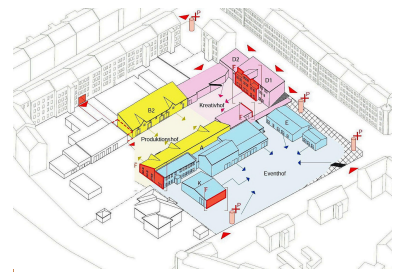 P
D2
D1
P
B2
Kreativhof
F
E
Produktionshof
A
P
F
F
Eventhof
K
F
P